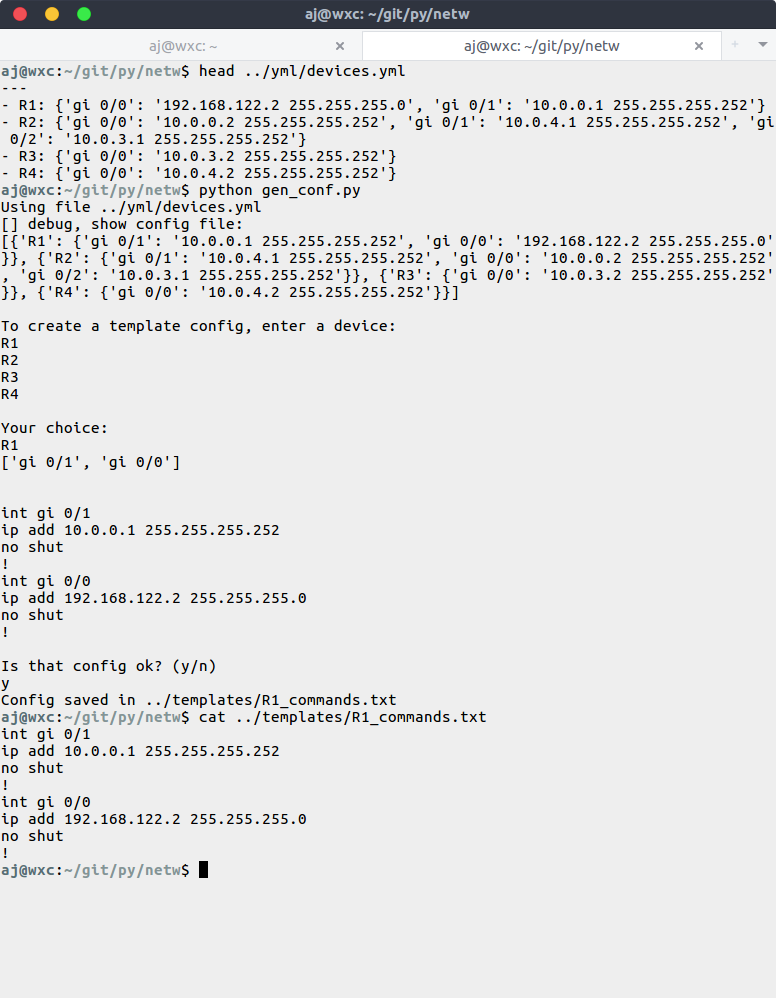 aj@wxc: ~/git/py/netw
aj@wxc: ~ × aj@wxc: ~/git/py/netw × +
aj@wxc:~/git/py/netw$ head ../yml/devices.yml
---
- R1: {'gi 0/0': '192.168.122.2 255.255.255.0', 'gi 0/1': '10.0.0.1 255.255.255.252'}
- R2: {'gi 0/0': '10.0.0.2 255.255.255.252', 'gi 0/1': '10.0.4.1 255.255.255.252', 'gi
 0/2': '10.0.3.1 255.255.255.252'}
- R3: {'gi 0/0': '10.0.3.2 255.255.255.252'}
- R4: {'gi 0/0': '10.0.4.2 255.255.255.252'}
aj@wxc:~/git/py/netw$ python gen_conf.py
Using file ../yml/devices.yml
[] debug, show config file:
[{'R1': {'gi 0/1': '10.0.0.1 255.255.255.252', 'gi 0/0': '192.168.122.2 255.255.255.0'
}}, {'R2': {'gi 0/1': '10.0.4.1 255.255.255.252', 'gi 0/0': '10.0.0.2 255.255.255.252'
, 'gi 0/2': '10.0.3.1 255.255.255.252'}}, {'R3': {'gi 0/0': '10.0.3.2 255.255.255.252'
}}, {'R4': {'gi 0/0': '10.0.4.2 255.255.255.252'}}]

To create a template config, enter a device:
R1
R2
R3
R4

Your choice:
R1
['gi 0/1', 'gi 0/0']

int gi 0/1
ip add 10.0.0.1 255.255.255.252
no shut
!
int gi 0/0
ip add 192.168.122.2 255.255.255.0
no shut
!

Is that config ok? (y/n)
y
Config saved in ../templates/R1_commands.txt
aj@wxc:~/git/py/netw$ cat ../templates/R1_commands.txt
int gi 0/1
ip add 10.0.0.1 255.255.255.252
no shut
!
int gi 0/0
ip add 192.168.122.2 255.255.255.0
no shut
!
aj@wxc:~/git/py/netw$